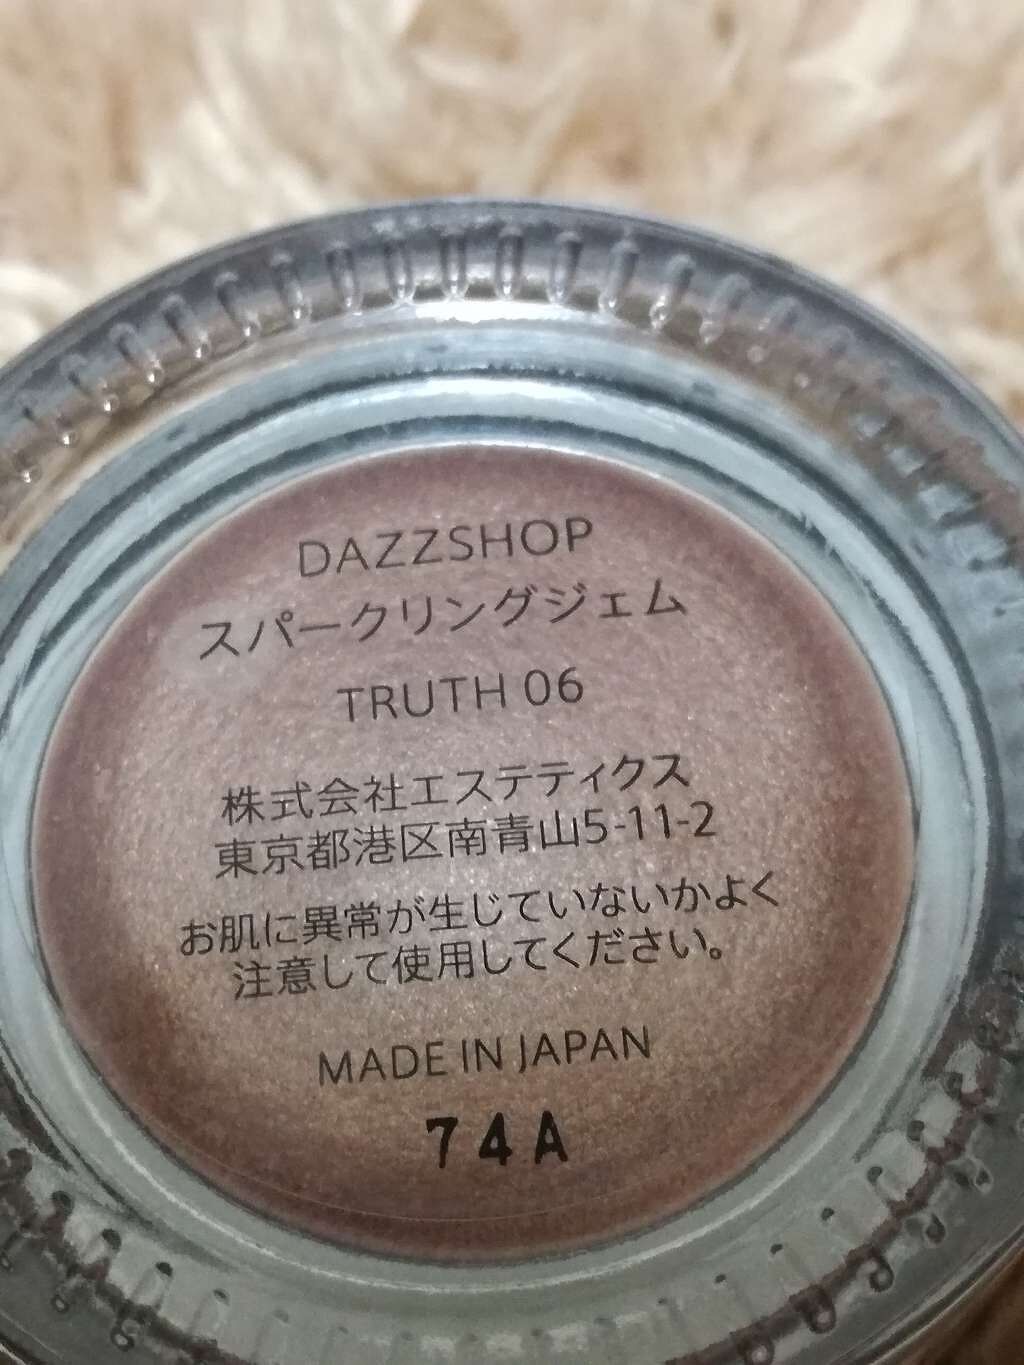 DAZZSHOP
スパークリングジェム
TRUTH 06
株式会社エステティクス
東京都港区南青山5-11-2
お肌に異常が生じていないかよく
注意して使用してください。
MADE IN JAPAN
74A